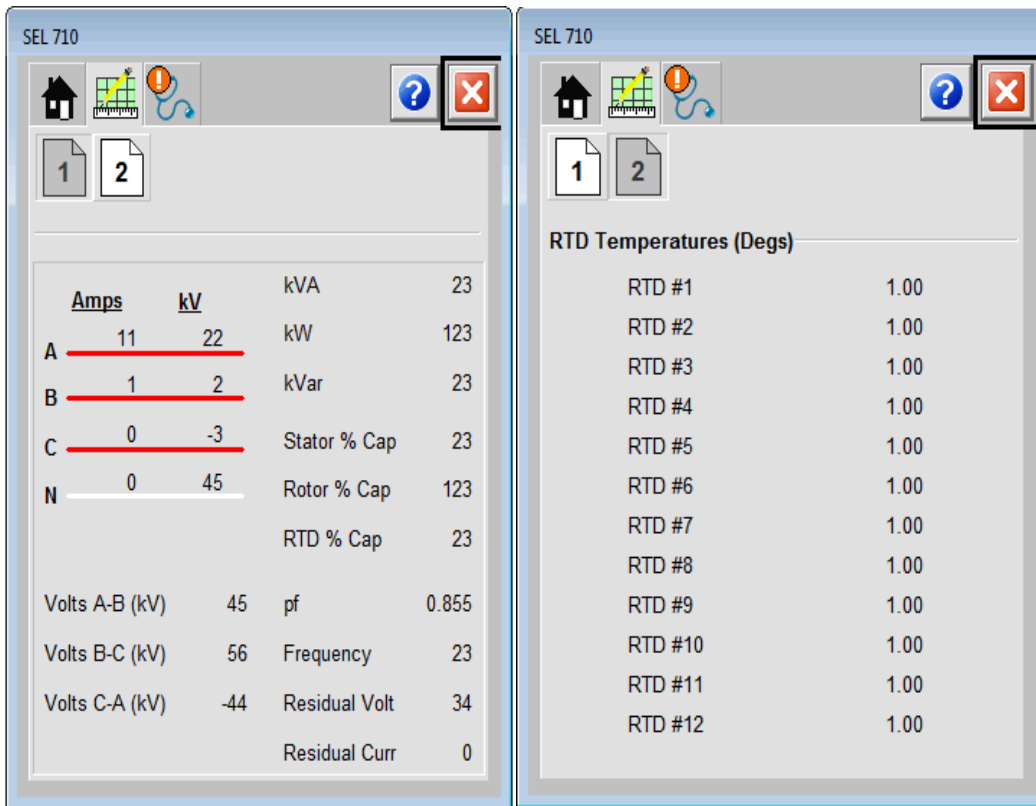 SEL 710
1 2
Amps kV
A 11 22
B 1 2
C 0 -3
N 0 45
kVA 23
kW 123
kVar 23
Stator % Cap 23
Rotor % Cap 123
RTD % Cap 23
Volts A-B (kV) 45
Volts B-C (kV) 56
Volts C-A (kV) -44
pf 0.855
Frequency 23
Residual Volt 34
Residual Curr 0
SEL 710
1 2
RTD Temperatures (Degs)
RTD #1 1.00
RTD #2 1.00
RTD #3 1.00
RTD #4 1.00
RTD #5 1.00
RTD #6 1.00
RTD #7 1.00
RTD #8 1.00
RTD #9 1.00
RTD #10 1.00
RTD #11 1.00
RTD #12 1.00